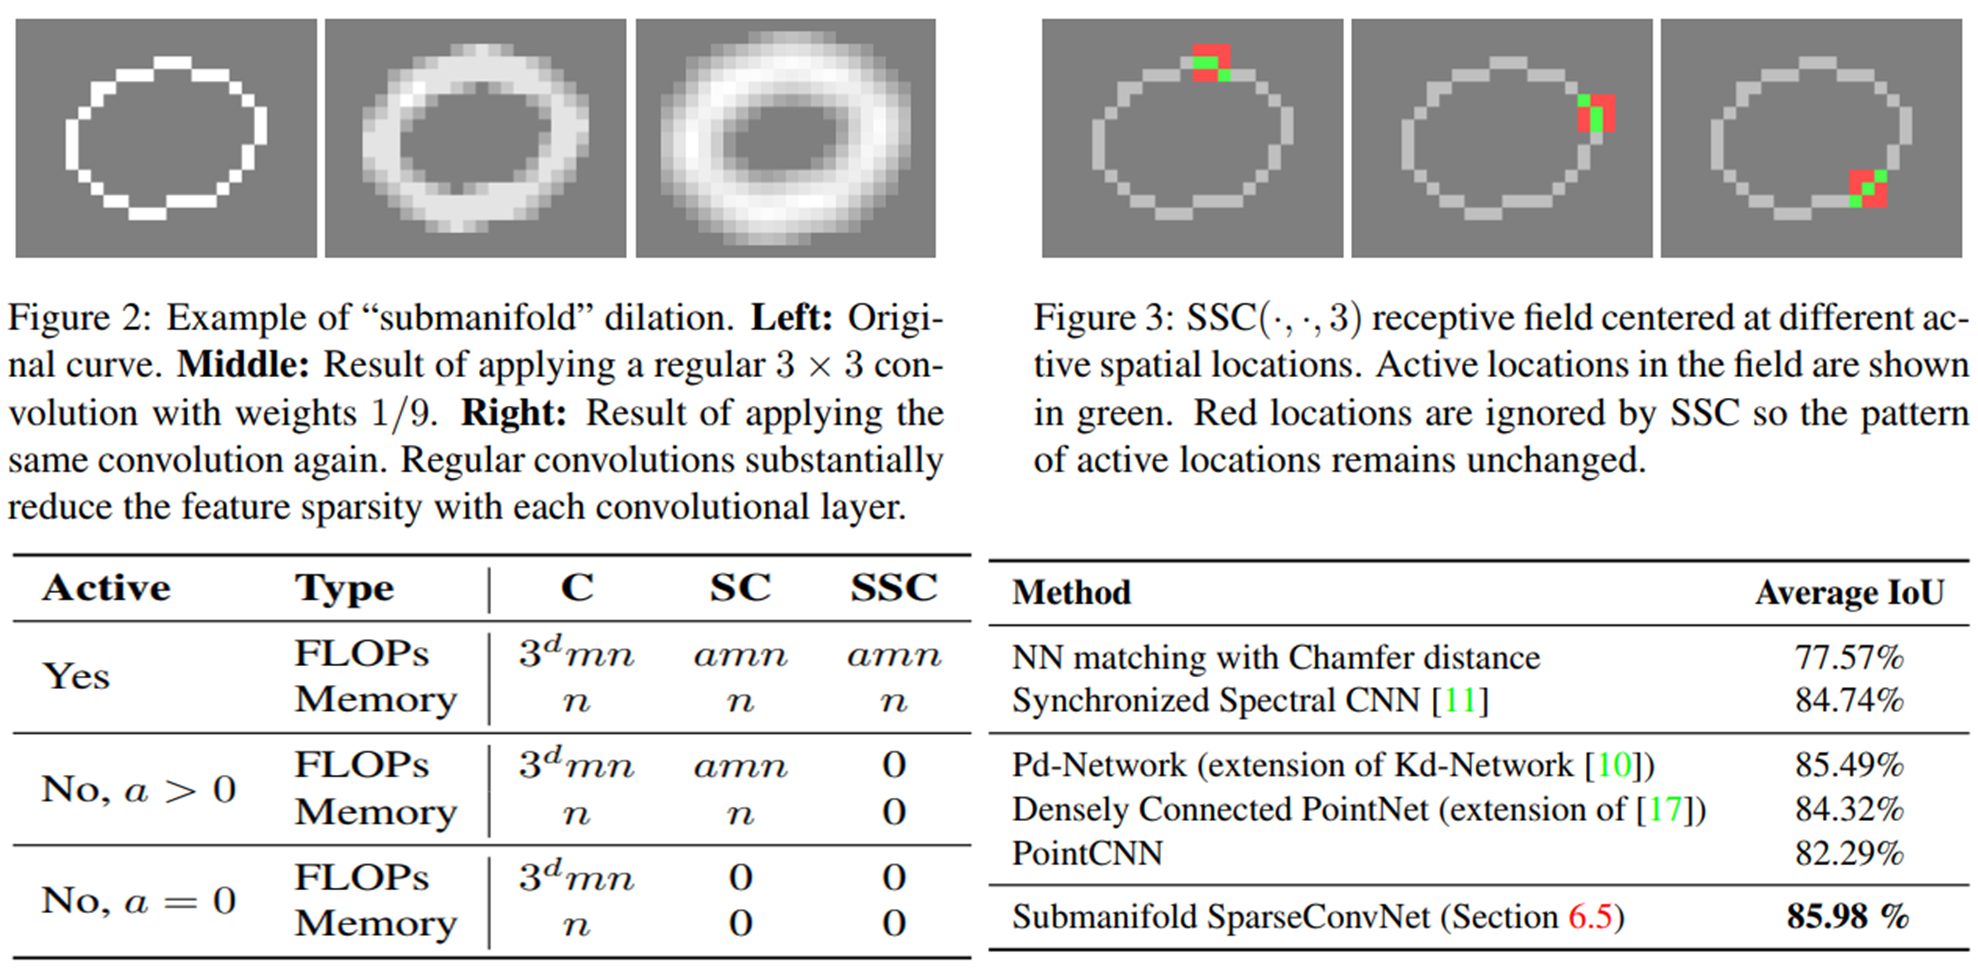 Figure 2: Example of “submanifold” dilation. Left: Origi-
nal curve. Middle: Result of applying a regular 3 × 3 con-
volution with weights 1/9. Right: Result of applying the
same convolution again. Regular convolutions substantially
reduce the feature sparsity with each convolutional layer.
Figure 3: SSC(·, ·, 3) receptive field centered at different ac-
tive spatial locations. Active locations in the field are shown
in green. Red locations are ignored by SSC so the pattern
of active locations remains unchanged.
Active Type C SC SSC
Yes
FLOPs 3^d mn amn amn
Memory n n n
No, a > 0
FLOPs 3^d mn amn 0
Memory n n 0
No, a = 0
FLOPs 3^d mn 0 0
Memory n 0 0
Method Average IoU
NN matching with Chamfer distance 77.57%
Synchronized Spectral CNN [11] 84.74%
Pd-Network (extension of Kd-Network [10]) 85.49%
Densely Connected PointNet (extension of [17]) 84.32%
PointCNN 82.29%
Submanifold SparseConvNet (Section 6.5) 85.98 %